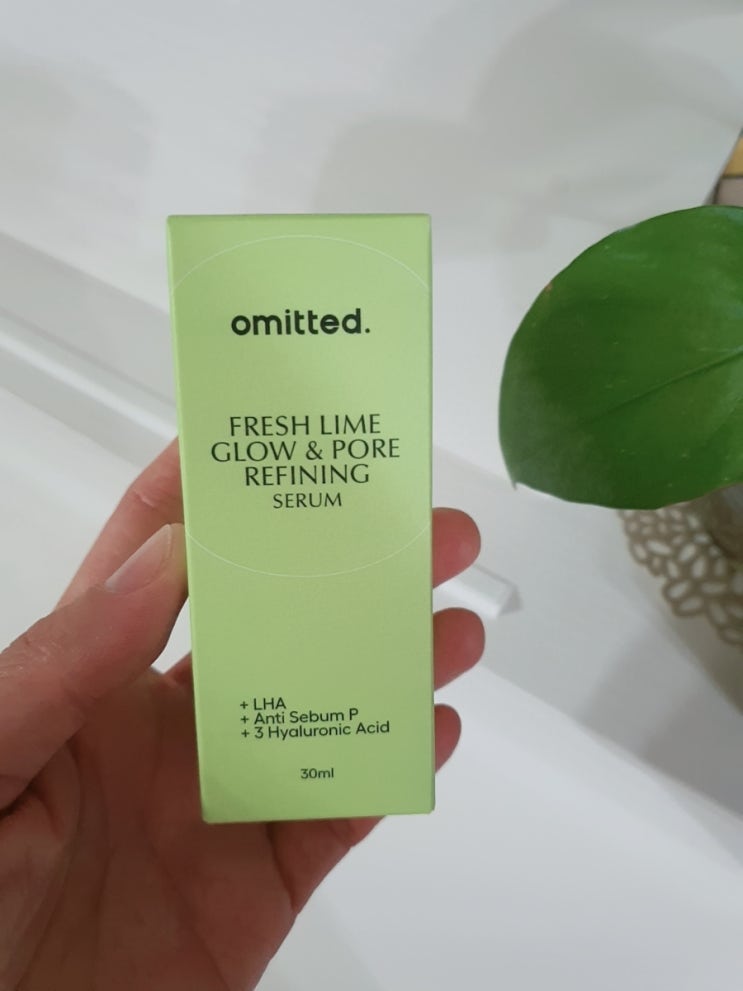 omitted.
FRESH LIME
GLOW & PORE
REFINING
SERUM
+ LHA
+ Anti Sebum P
+ 3 Hyaluronic Acid
30ml